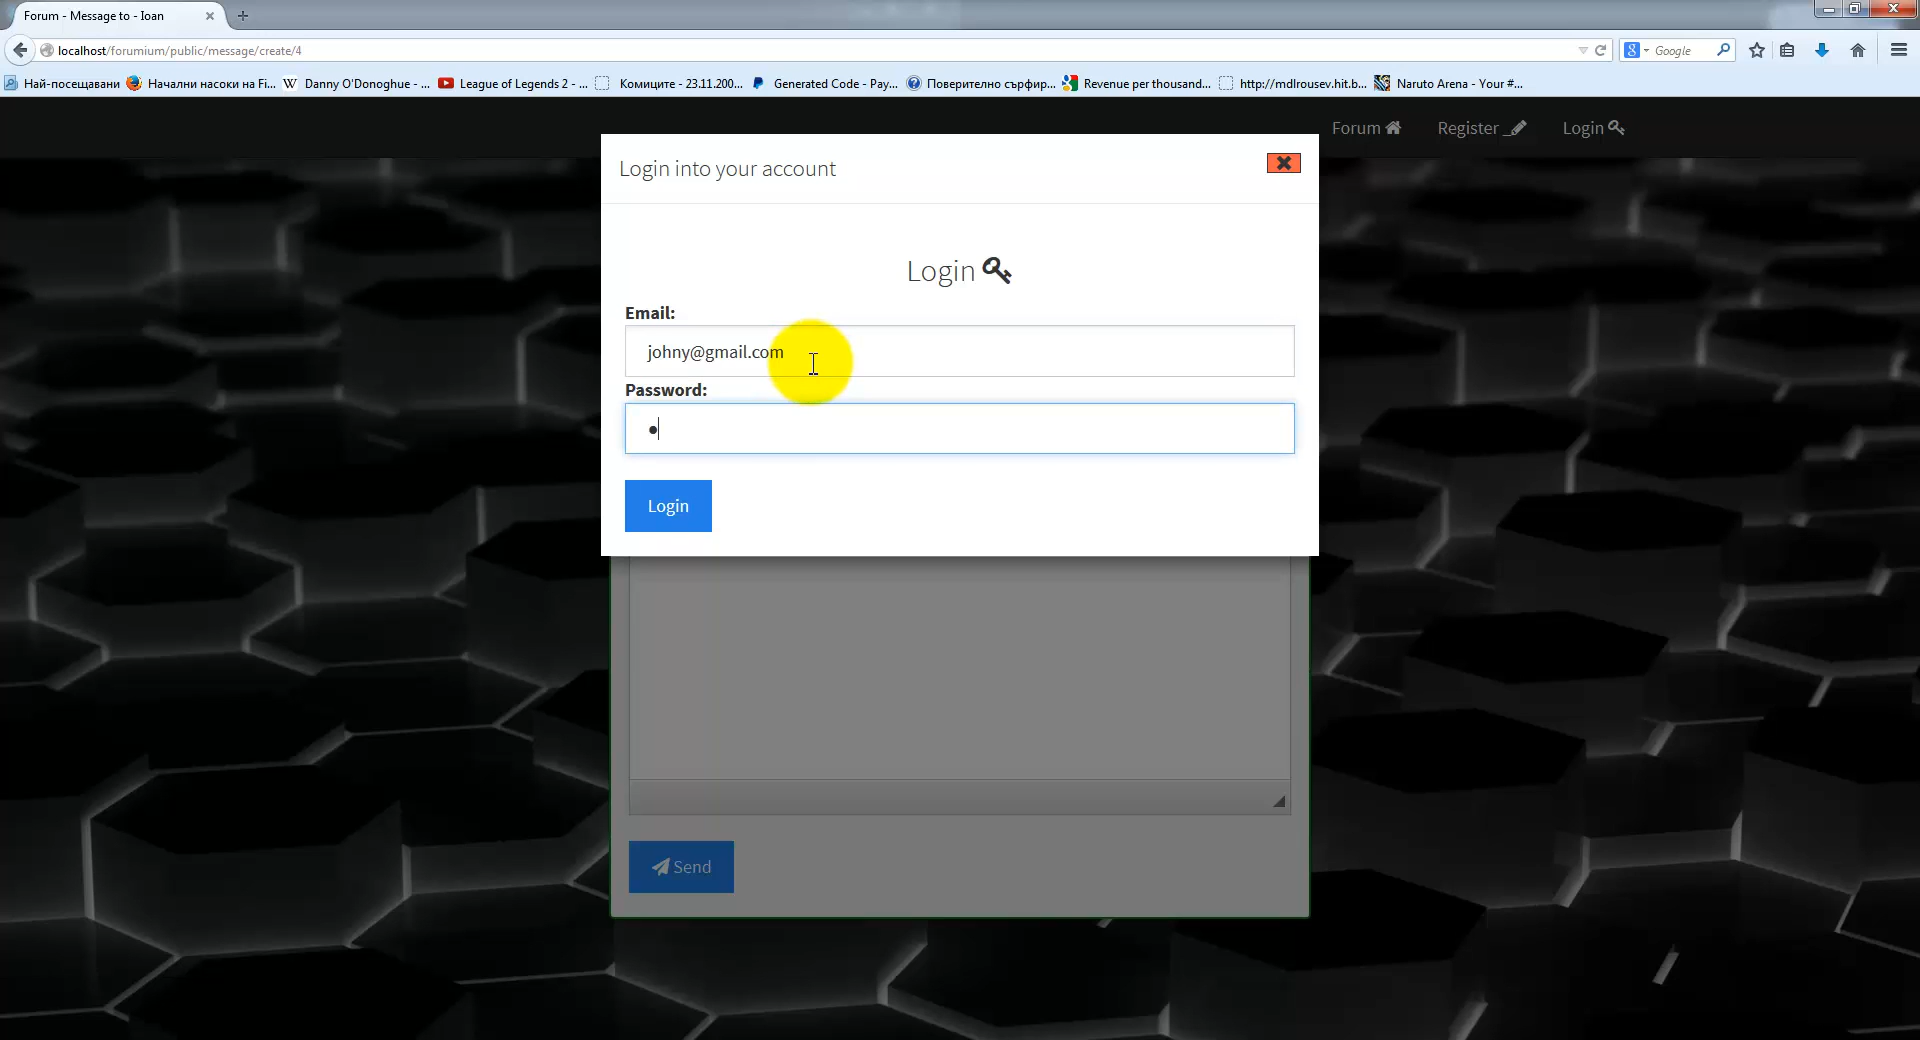 Forum - Message to - Ioan
localhost/forumium/public/message/create/4
Google
Най-посещавани
Начални насоки на Fi...
Danny O'Donoghue - ...
League of Legends 2 - ...
Комиците - 23.11.200...
Generated Code - Pay...
Поверително сърфир...
Revenue per thousand...
http://mdlrousev.hit.b...
Naruto Arena - Your #...
Forum
Register
Login
Login into your account
Login
Email:
johny@gmail.com
Password:
Login
Send